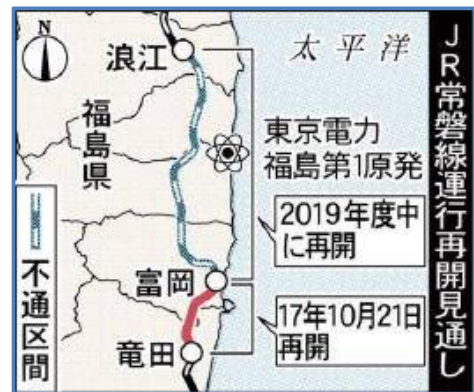 JR常磐線運行再開見通し
N
太平洋
浪江
福島県
東京電力
福島第1原発
2019年度中
に再開
富岡
17年10月21日
再開
竜田
不通区間